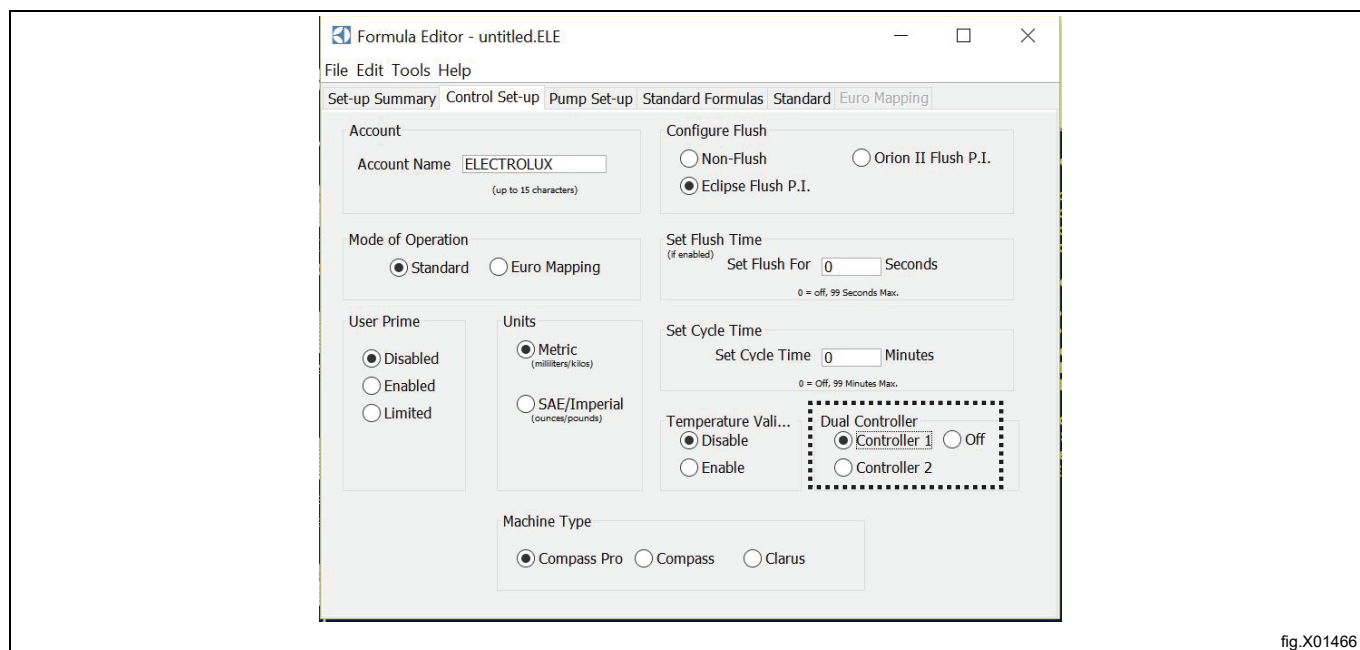 Formula Editor - untitled.ELE
File Edit Tools Help
Set-up Summary Control Set-up Pump Set-up Standard Formulas Standard Euro Mapping
Account
Account Name ELECTROLUX
(up to 15 characters)
Configure Flush
Non-Flush Orion II Flush P.I.
Eclipse Flush P.I.
Mode of Operation
Standard Euro Mapping
Set Flush Time
(if enabled)
Set Flush For 0 Seconds
0 = off, 99 Seconds Max.
User Prime
Disabled
Enabled
Limited
Units
Metric
(milliliters/kilos)
SAE/Imperial
(ounces/pounds)
Set Cycle Time
Set Cycle Time 0 Minutes
0 = Off, 99 Minutes Max.
Temperature Vali...
Disable
Enable
Dual Controller
Controller 1 Off
Controller 2
Machine Type
Compass Pro Compass Clarus
fig.X01466